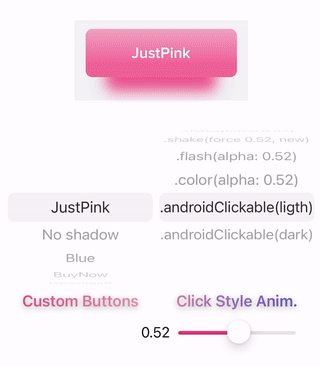 JustPink
.shake(force 0.52, new)
.flash(alpha: 0.52)
.color(alpha: 0.52)
JustPink
.androidClickable(ligth)
No shadow
.androidClickable(dark)
Blue
BuyNow
Custom Buttons
Click Style Anim.
0.52